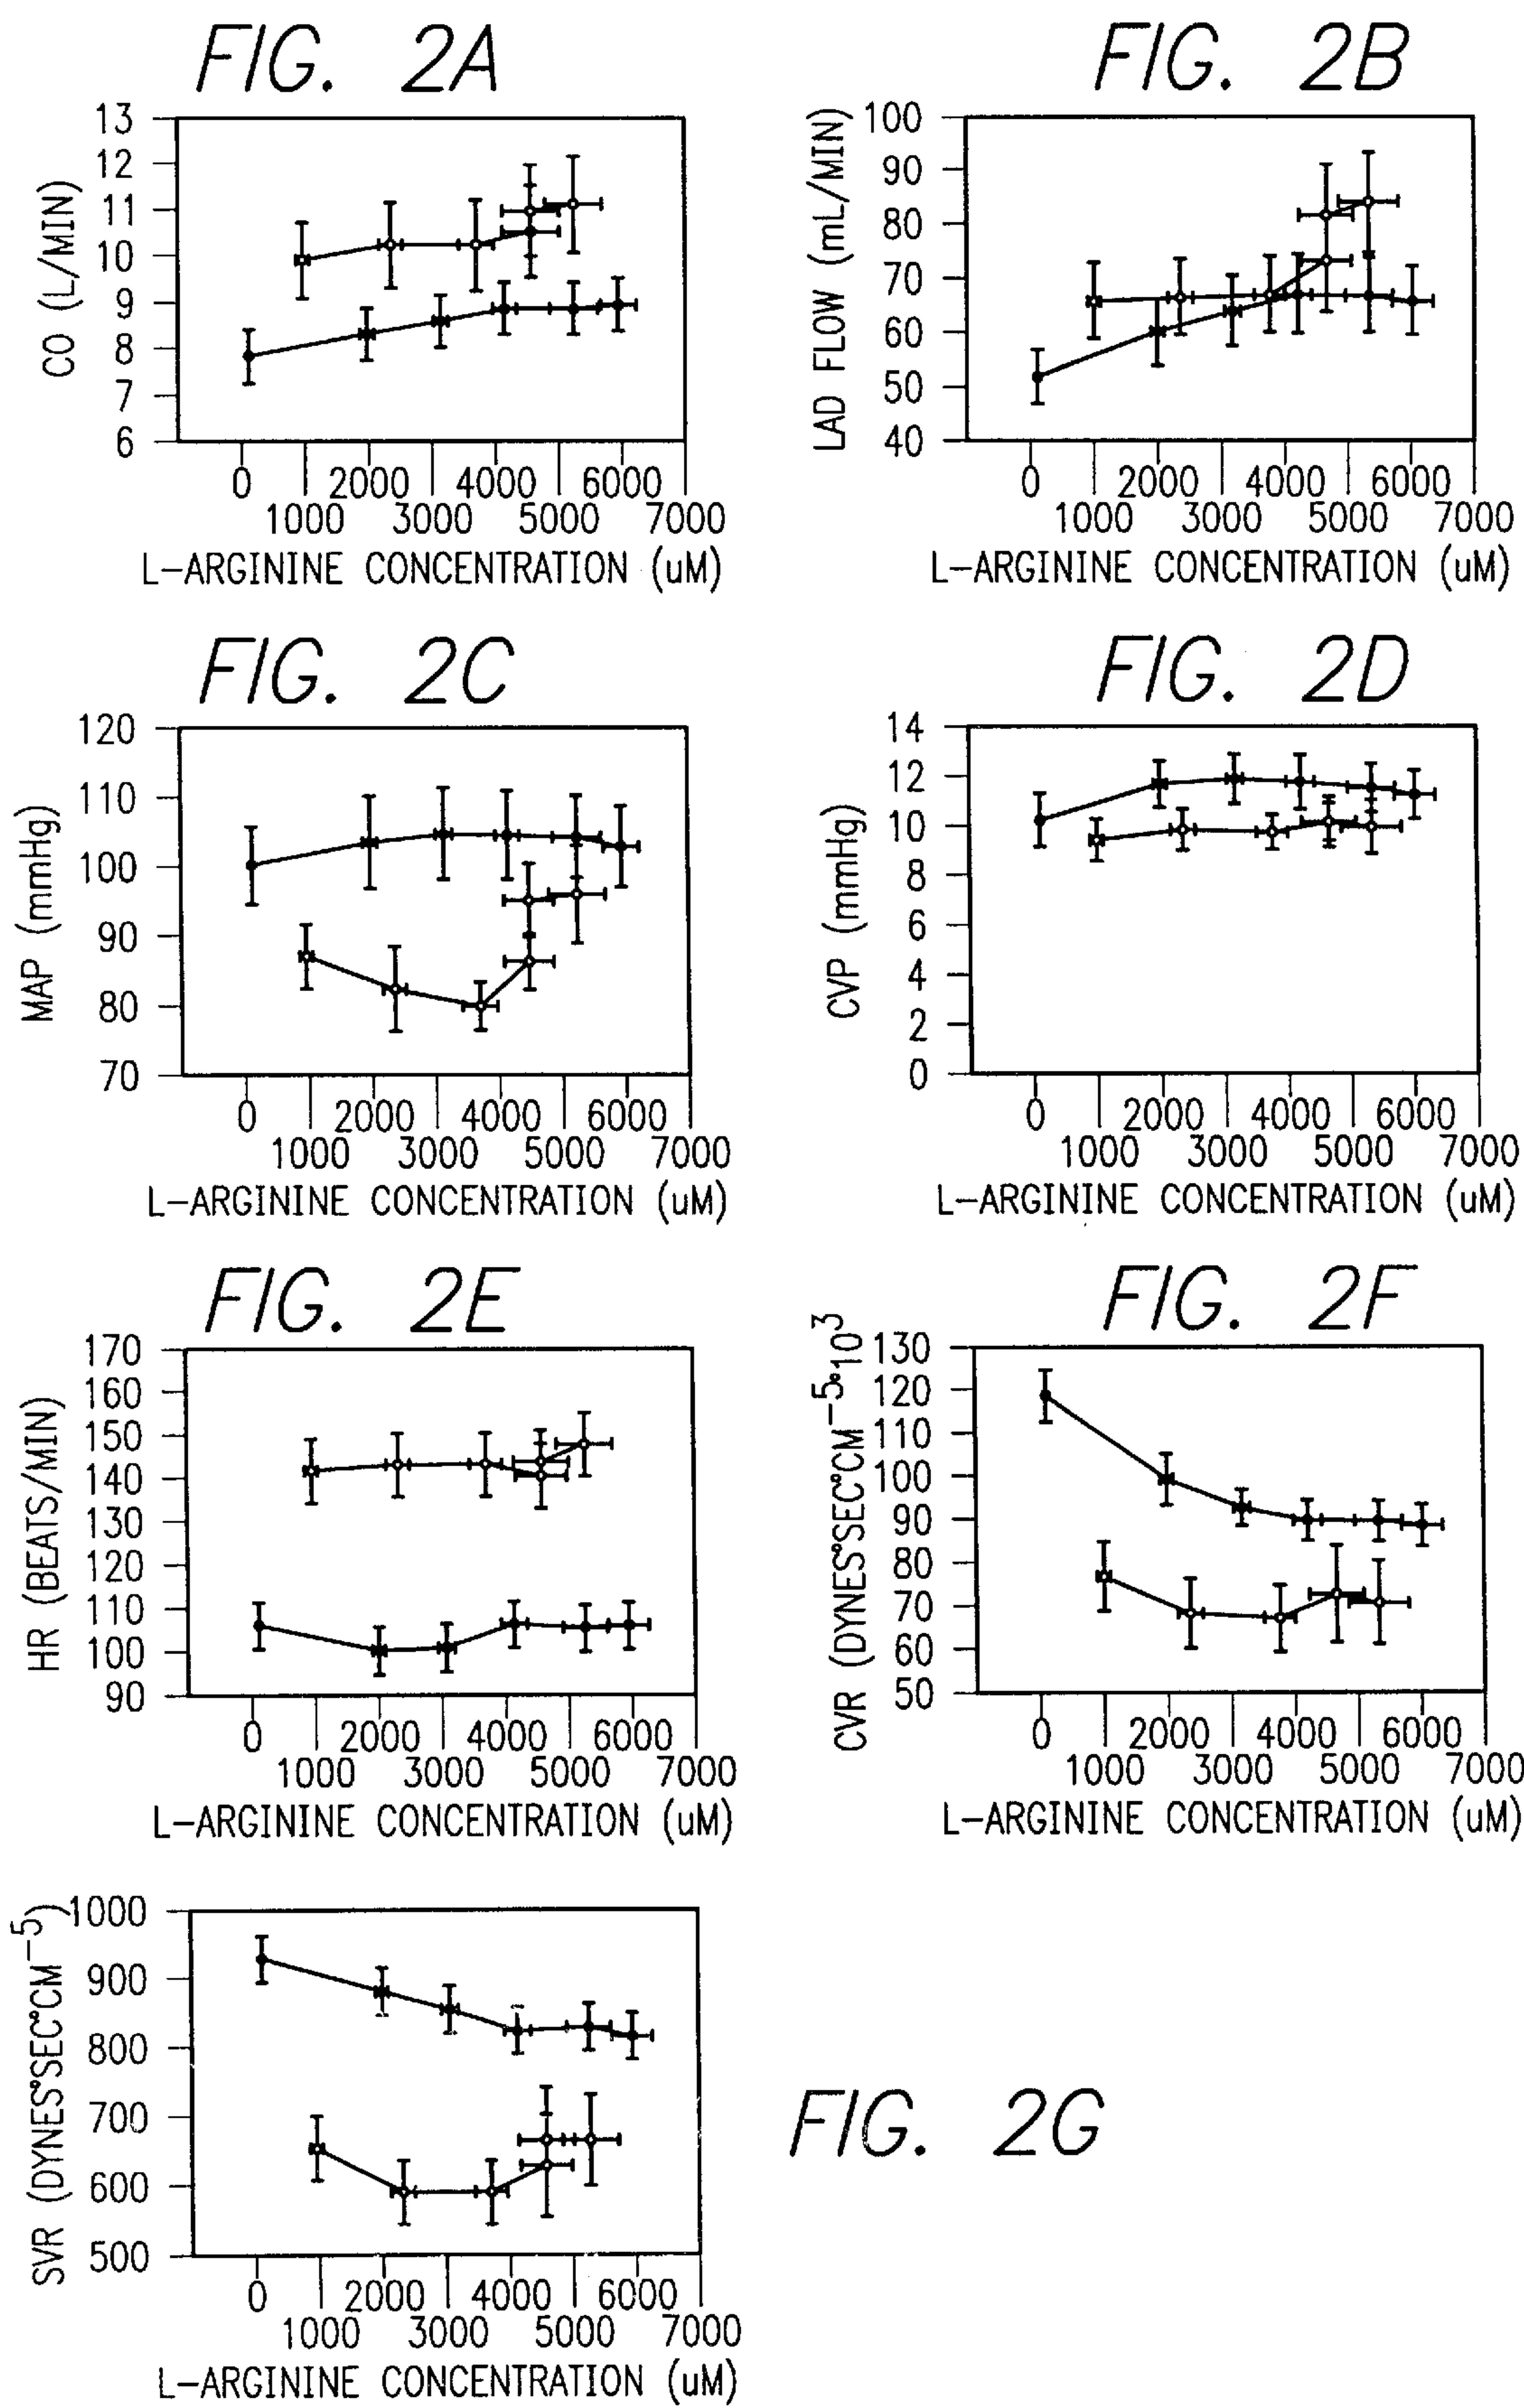 FIG. 2A
CO (L/MIN)
13
12
11
10
9
8
7
6
0 2000 4000 6000
1000 3000 5000 7000
L-ARGININE CONCENTRATION (uM)
FIG. 2B
LAD FLOW (mL/MIN)
100
90
80
70
60
50
40
0 2000 4000 6000
1000 3000 5000 7000
L-ARGININE CONCENTRATION (uM)
FIG. 2C
MAP (mmHg)
120
110
100
90
80
70
0 2000 4000 6000
1000 3000 5000 7000
L-ARGININE CONCENTRATION (uM)
FIG. 2D
CVP (mmHg)
14
12
10
8
6
4
2
0
0 2000 4000 6000
1000 3000 5000 7000
L-ARGININE CONCENTRATION (uM)
FIG. 2E
HR (BEATS/MIN)
170
160
150
140
130
120
110
100
90
0 2000 4000 6000
1000 3000 5000 7000
L-ARGININE CONCENTRATION (uM)
FIG. 2F
CVR (DYNES°SEC°CM⁻⁵·10³
130
120
110
100
90
80
70
60
50
0 2000 4000 6000
1000 3000 5000 7000
L-ARGININE CONCENTRATION (uM)
SVR (DYNES°SEC°CM⁻⁵)
1000
900
800
700
600
500
0 2000 4000 6000
1000 3000 5000 7000
L-ARGININE CONCENTRATION (uM)
FIG. 2G